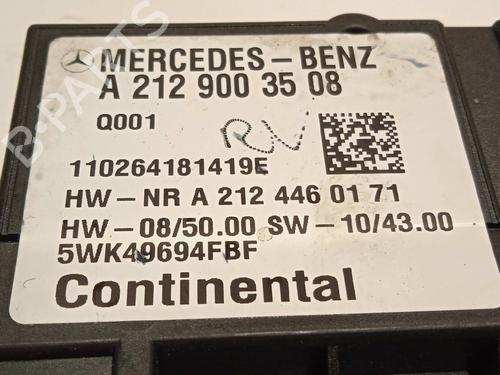 MERCEDES-BENZ
A 212 900 35 08
Q001
RV
110264181419E
HW-NR A 212 446 01 71
HW-08/50.00 SW-10/43.00
5WK49694FBF
Continental
B-PARTS